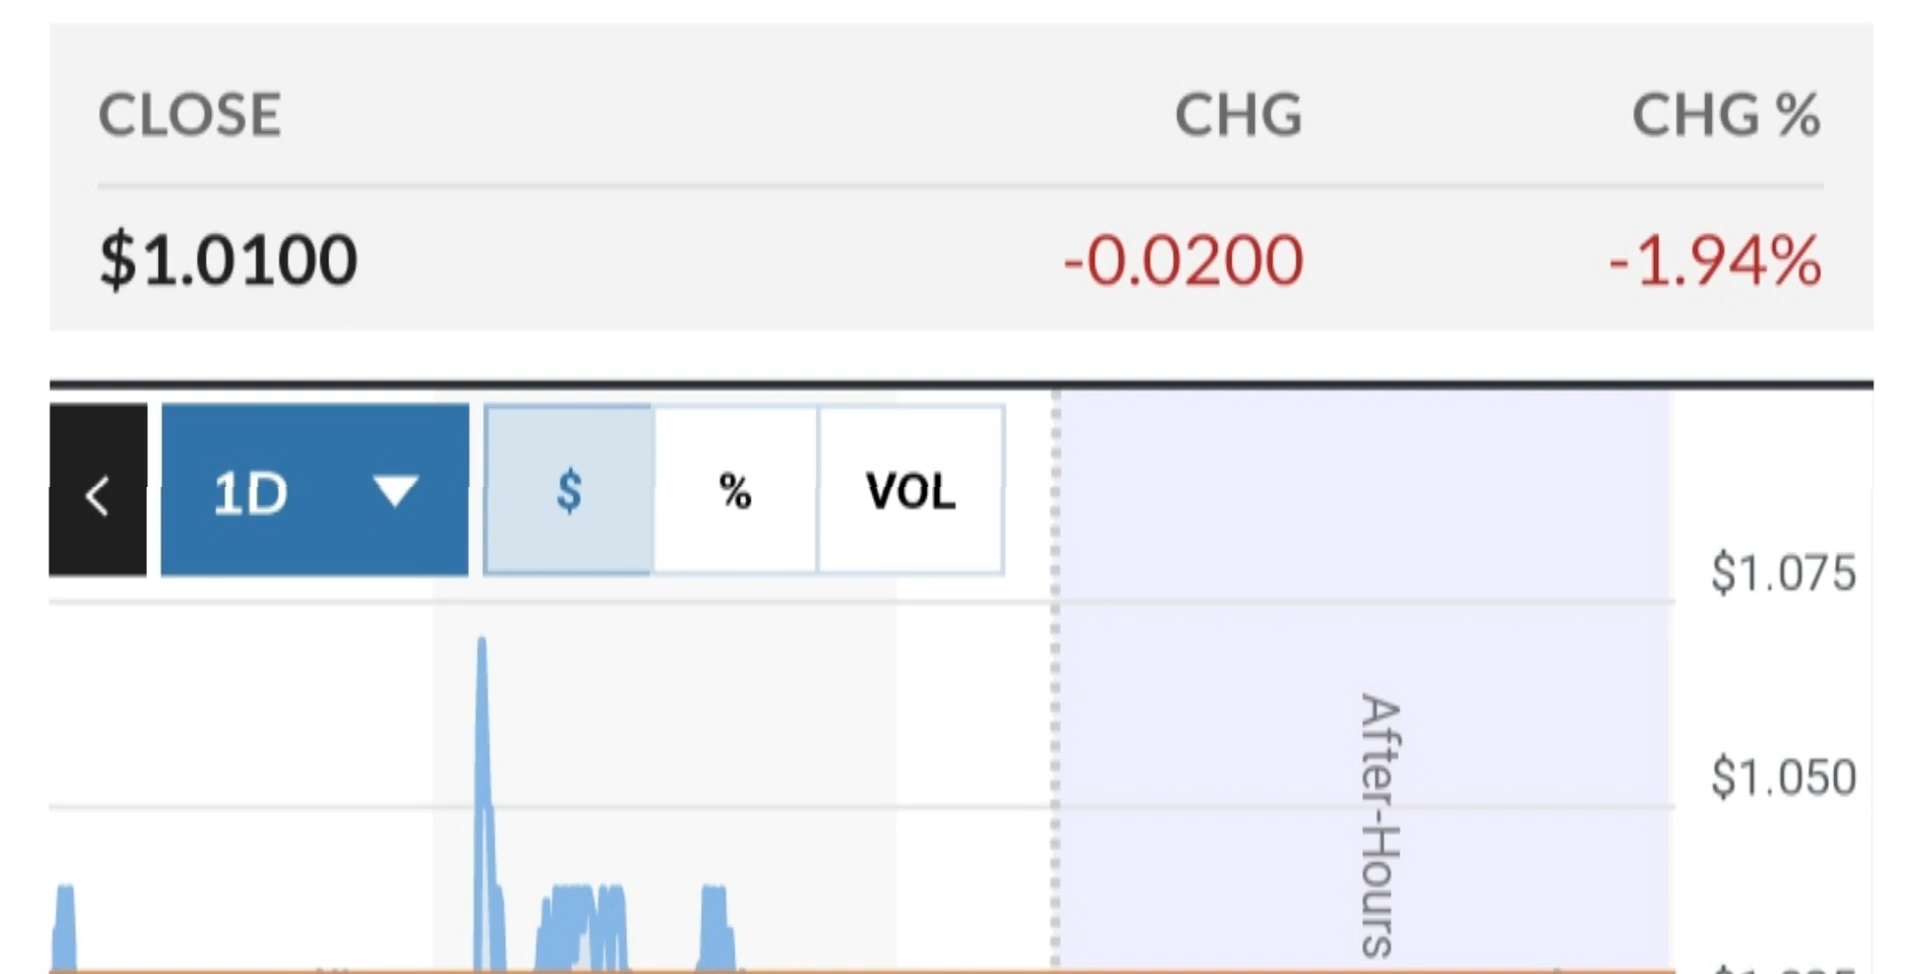 CLOSE CHG CHG %
$1.0100 -0.0200 -1.94%
1D $ % VOL
$1.075
$1.050
After-Hours